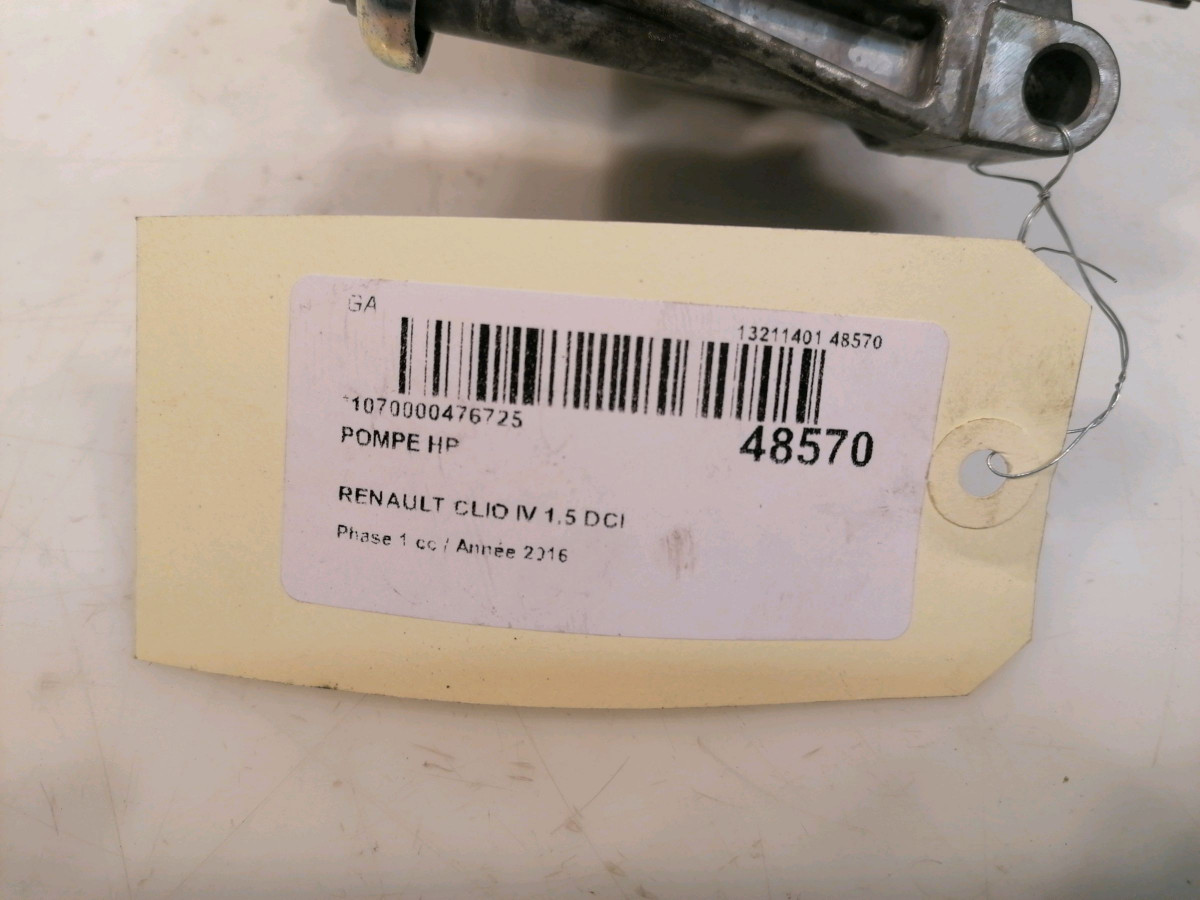 GA
13211401 48570
*1070000476725
48570
POMPE HP
RENAULT CLIO IV 1.5 DCI
Phase 1 cc / Année 2016